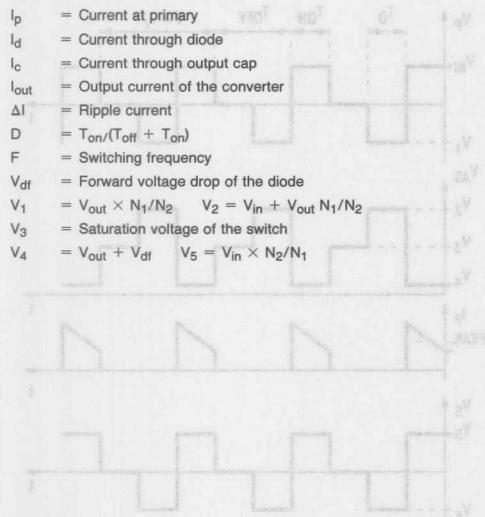 Ip = Current at primary
Id = Current through diode
Ic = Current through output cap
Iout = Output current of the converter
ΔI = Ripple current
D = Ton/(Toff + Ton)
F = Switching frequency
Vdf = Forward voltage drop of the diode
V1 = Vout × N1/N2 V2 = Vin + Vout N1/N2
V3 = Saturation voltage of the switch
V4 = Vout + Vdf V5 = Vin × N2/N1